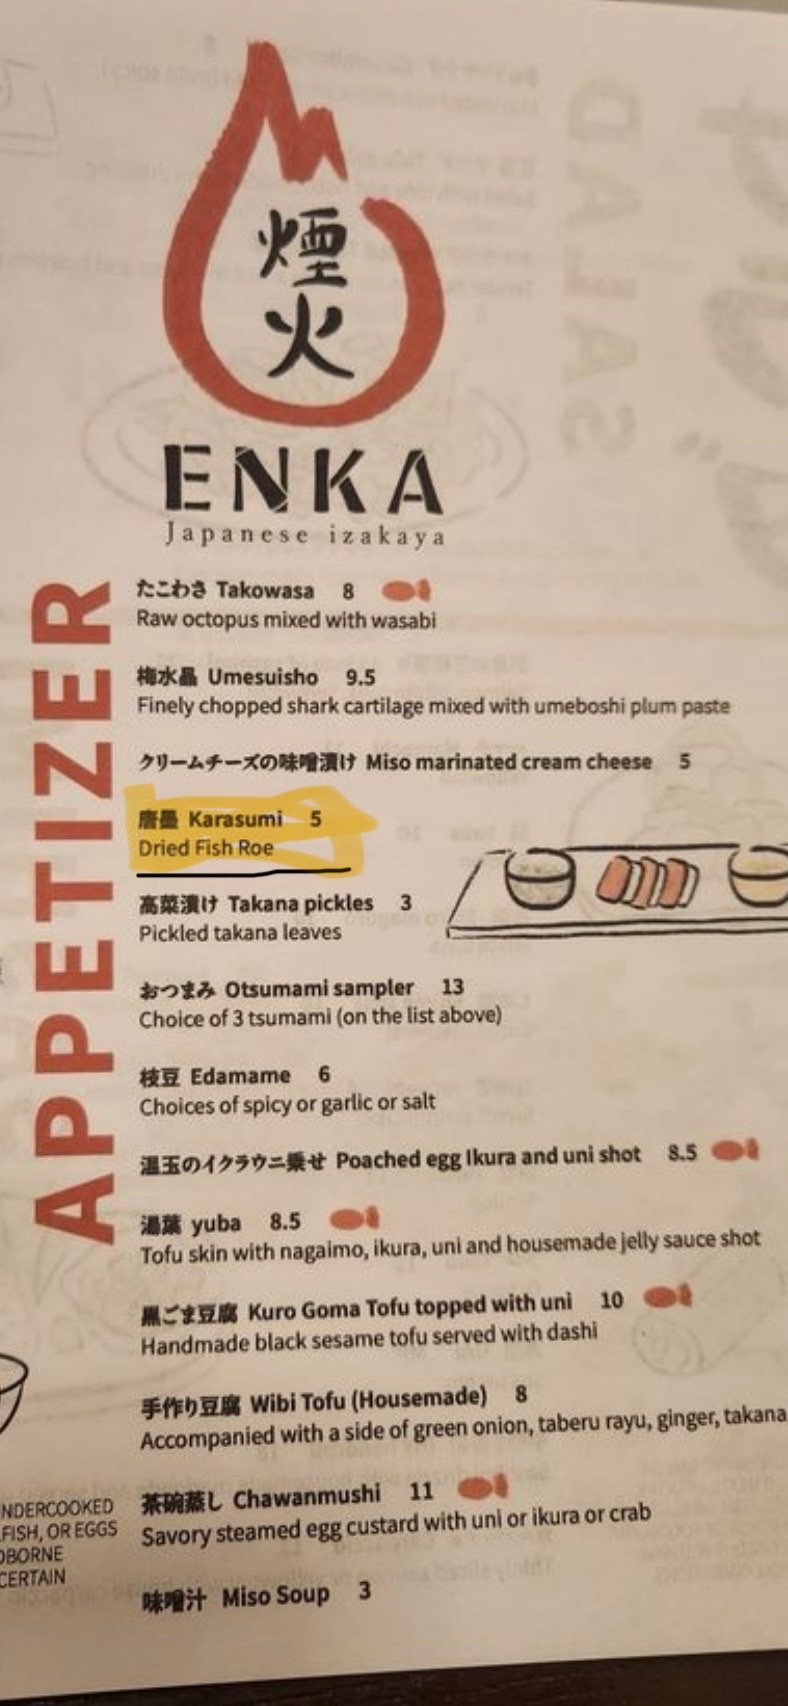 煙
火
ENKA
Japanese izakaya
APPETIZER
たこわさ Takowasa 8
Raw octopus mixed with wasabi
梅水晶 Umesuisho 9.5
Finely chopped shark cartilage mixed with umeboshi plum paste
クリームチーズの味噌漬け Miso marinated cream cheese 5
唐墨 Karasumi 5
Dried Fish Roe
高菜漬け Takana pickles 3
Pickled takana leaves
おつまみ Otsumami sampler 13
Choice of 3 tsumami (on the list above)
枝豆 Edamame 6
Choices of spicy or garlic or salt
温玉のイクラウニ乗せ Poached egg Ikura and uni shot 8.5
湯葉 yuba 8.5
Tofu skin with nagaimo, ikura, uni and housemade jelly sauce shot
黒ごま豆腐 Kuro Goma Tofu topped with uni 10
Handmade black sesame tofu served with dashi
手作り豆腐 Wibi Tofu (Housemade) 8
Accompanied with a side of green onion, taberu rayu, ginger, takana
茶碗蒸し Chawanmushi 11
Savory steamed egg custard with uni or ikura or crab
味噌汁 Miso Soup 3
NDERCOOKED
FISH, OR EGGS
DBORNE
CERTAIN